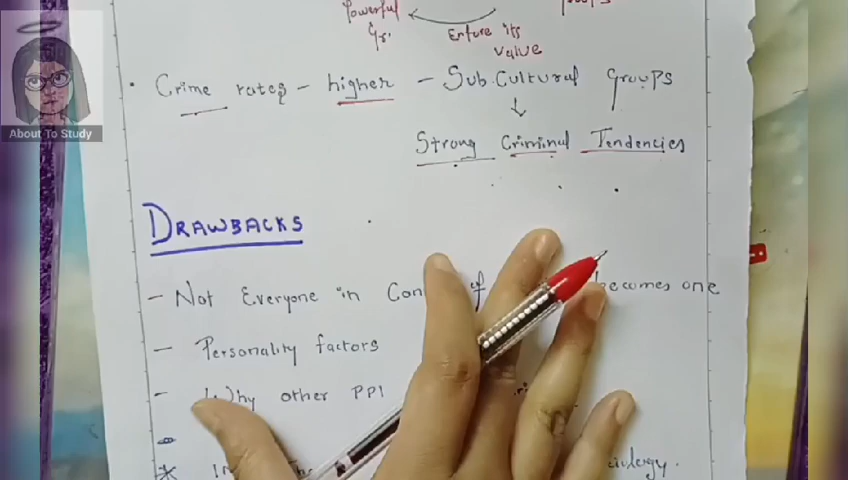 Powerful
Gr.
Enforce its
value
About To Study
• Crime rates - higher - Sub.Cultural groups
↓
Strong Criminal Tendencies
DRAWBACKS
- Not Everyone in becomes one
- Personality factors
- Why other PPl